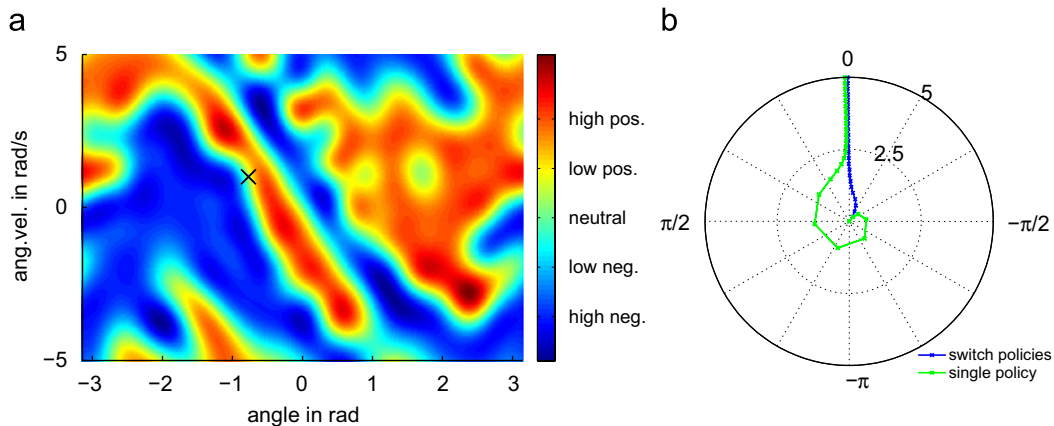 a
ang.vel. in rad/s
5
0
−5
−3 −2 −1 0 1 2 3
angle in rad
high pos.
low pos.
neutral
low neg.
high neg.
b
0
5
2.5
π/2
−π/2
−π
switch policies
single policy